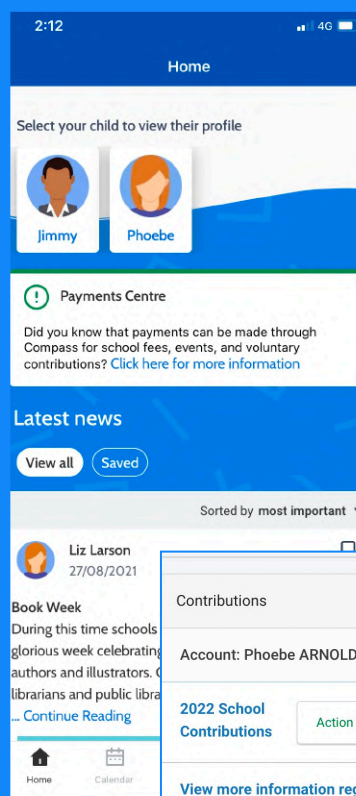 2:12
4G
Home
Select your child to view their profile
Jimmy
Phoebe
Payments Centre
Did you know that payments can be made through
Compass for school fees, events, and voluntary
contributions? Click here for more information
Latest news
View all
Saved
Sorted by most important
Liz Larson
27/08/2021
Book Week
During this time schools
glorious week celebrating
authors and illustrators.
librarians and public libra
... Continue Reading
Home
Calendar
Contributions
Account: Phoebe ARNOLD
2022 School
Contributions
Action
View more information reg